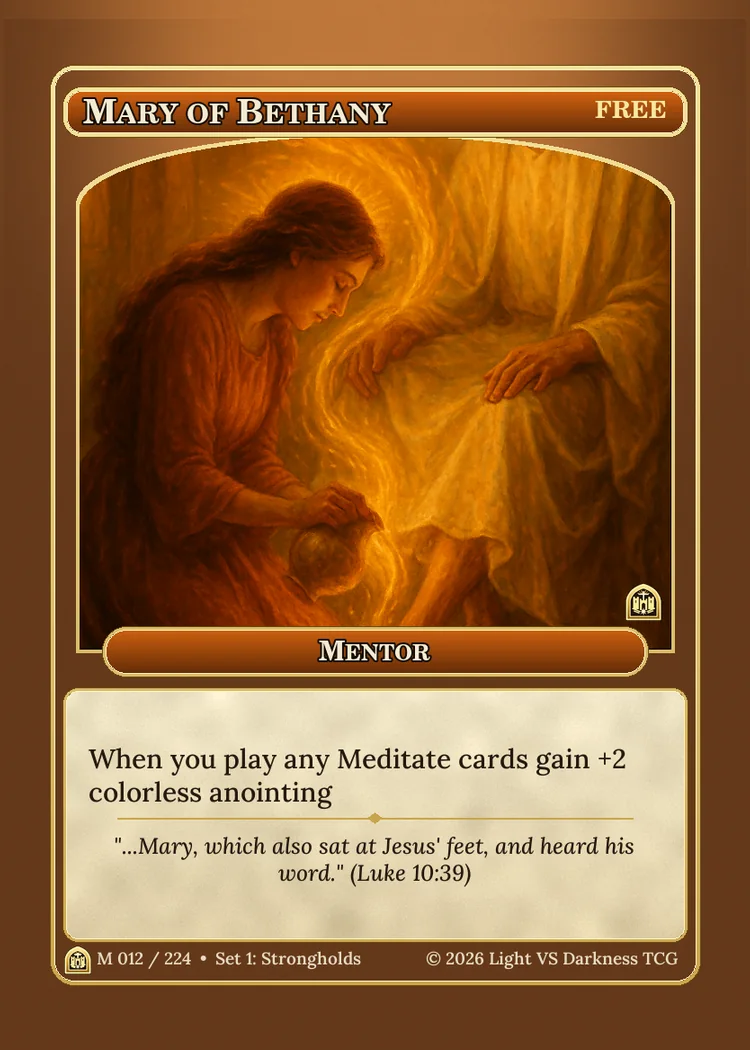 Mary of Bethany
FREE
Mentor
When you play any Meditate cards gain +2
colorless anointing
"...Mary, which also sat at Jesus' feet, and heard his
word." (Luke 10:39)
M 012 / 224 • Set 1: Strongholds
© 2026 Light VS Darkness TCG